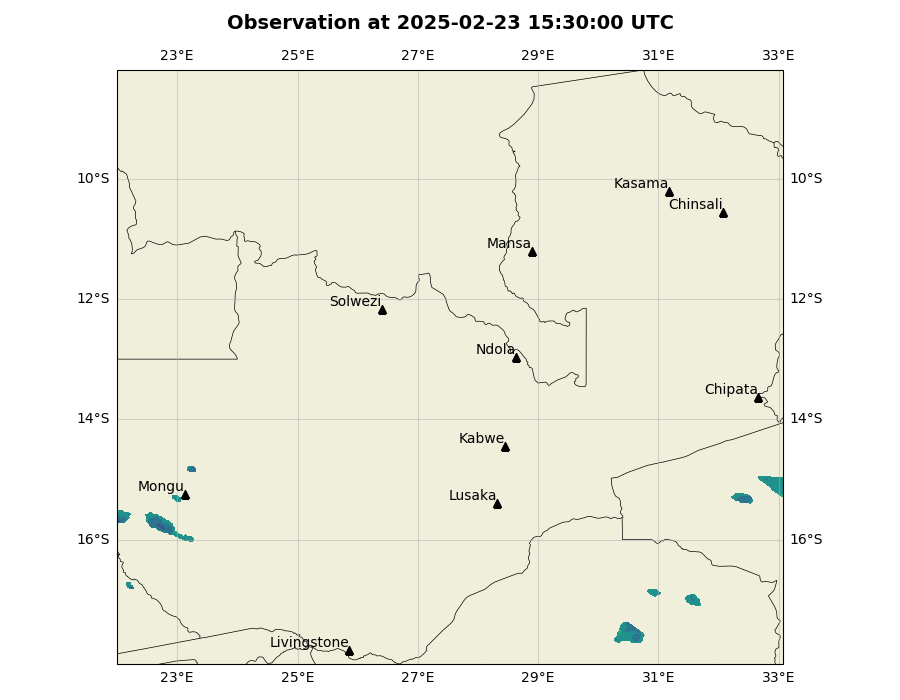 Observation at 2025-02-23 15:30:00 UTC
23°E 25°E 27°E 29°E 31°E 33°E
10°S 10°S
Kasama
Chinsali
Mansa
12°S 12°S
Solwezi
Ndola
Chipata
14°S 14°S
Kabwe
Mongu
Lusaka
16°S 16°S
Livingstone
23°E 25°E 27°E 29°E 31°E 33°E